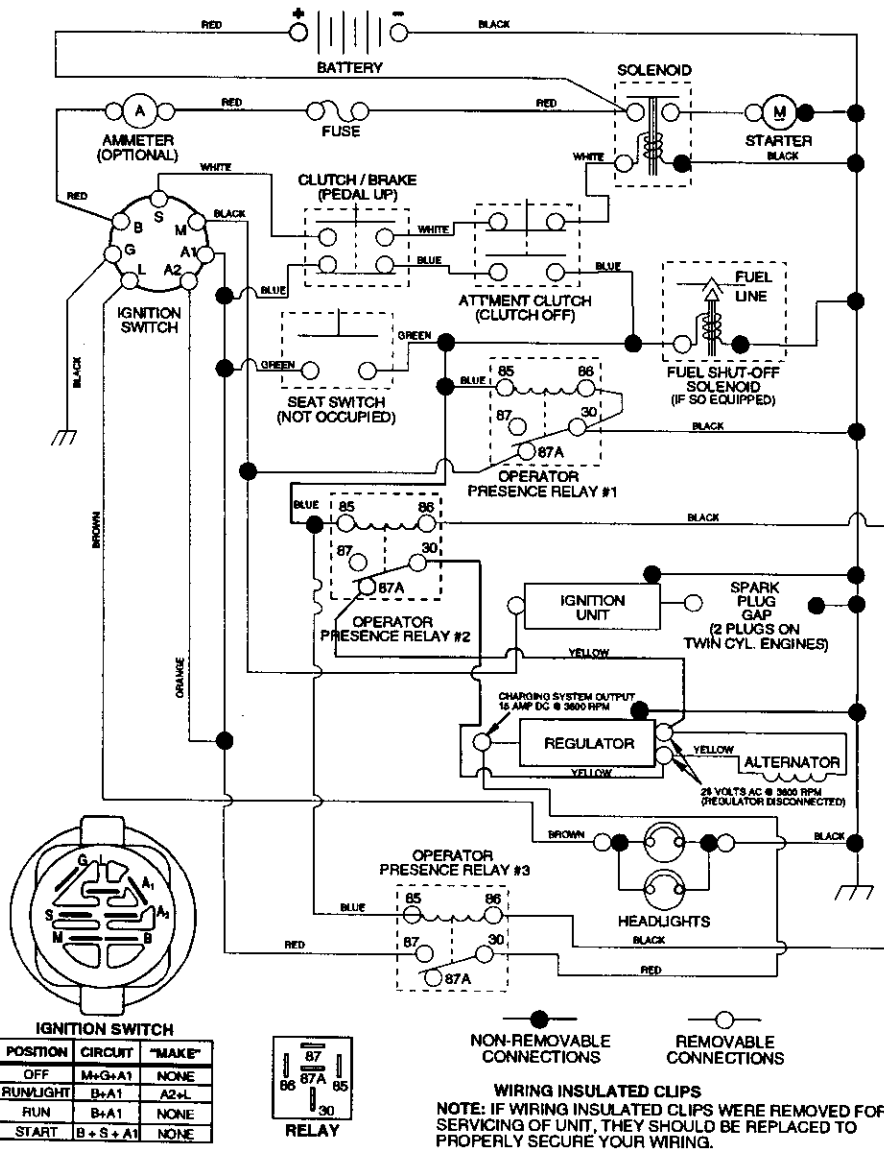 RED
+
-
BLACK
BATTERY
SOLENOID
RED
A
RED
RED
M
AMMETER
(OPTIONAL)
FUSE
STARTER
WHITE
BLACK
WHITE
CLUTCH / BRAKE
(PEDAL UP)
RED
S
BLACK
B
M
G
A1
L
A2
WHITE
BLUE
BLUE
BLUE
IGNITION
SWITCH
ATT'MENT CLUTCH
(CLUTCH OFF)
FUEL
LINE
BLACK
GREEN
GREEN
SEAT SWITCH
(NOT OCCUPIED)
FUEL SHUT-OFF
SOLENOID
(IF SO EQUIPPED)
BLUE
85
86
87
30
87A
BLACK
OPERATOR
PRESENCE RELAY #1
BROWN
BLUE
85
86
BLACK
87
30
87A
OPERATOR
PRESENCE RELAY #2
IGNITION
UNIT
SPARK
PLUG
GAP
(2 PLUGS ON
TWIN CYL. ENGINES)
ORANGE
YELLOW
CHARGING SYSTEM OUTPUT
15 AMP DC @ 3600 RPM
REGULATOR
YELLOW
ALTERNATOR
YELLOW
28 VOLTS AC @ 3600 RPM
(REGULATOR DISCONNECTED)
BROWN
BLACK
HEADLIGHTS
OPERATOR
PRESENCE RELAY #3
BLUE
85
86
BLACK
RED
87
30
87A
RED
G
L
A1
S
A2
M
B
IGNITION SWITCH
POSITION CIRCUIT "MAKE"
OFF M+G+A1 NONE
RUN/LIGHT B+A1 A2+L
RUN B+A1 NONE
START B + S + A1 NONE
87
86
87A
85
30
RELAY
NON-REMOVABLE
CONNECTIONS
REMOVABLE
CONNECTIONS
WIRING INSULATED CLIPS
NOTE: IF WIRING INSULATED CLIPS WERE REMOVED FOR
SERVICING OF UNIT, THEY SHOULD BE REPLACED TO
PROPERLY SECURE YOUR WIRING.